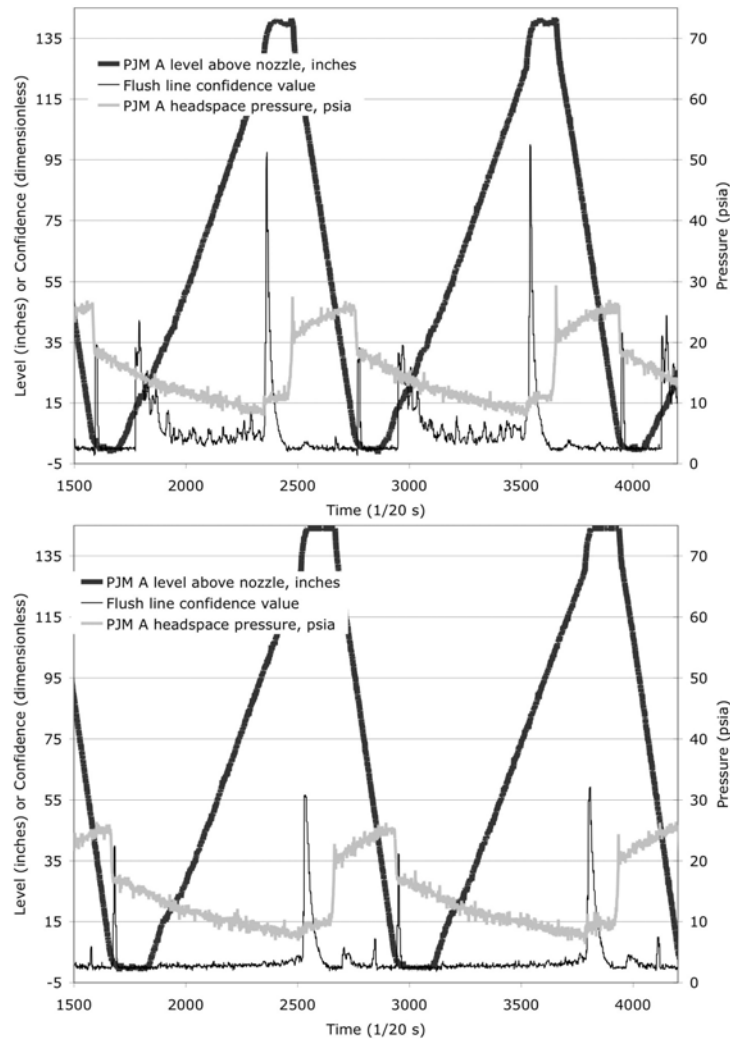 135
115
95
75
55
35
15
-5
Level (inches) or Confidence (dimensionless)
PJM A level above nozzle, inches
Flush line confidence value
PJM A headspace pressure, psia
70
60
50
40
30
20
10
0
Pressure (psia)
1500 2000 2500 3000 3500 4000
Time (1/20 s)
135
115
95
75
55
35
15
-5
Level (inches) or Confidence (dimensionless)
PJM A level above nozzle, inches
Flush line confidence value
PJM A headspace pressure, psia
70
60
50
40
30
20
10
0
Pressure (psia)
1500 2000 2500 3000 3500 4000
Time (1/20 s)